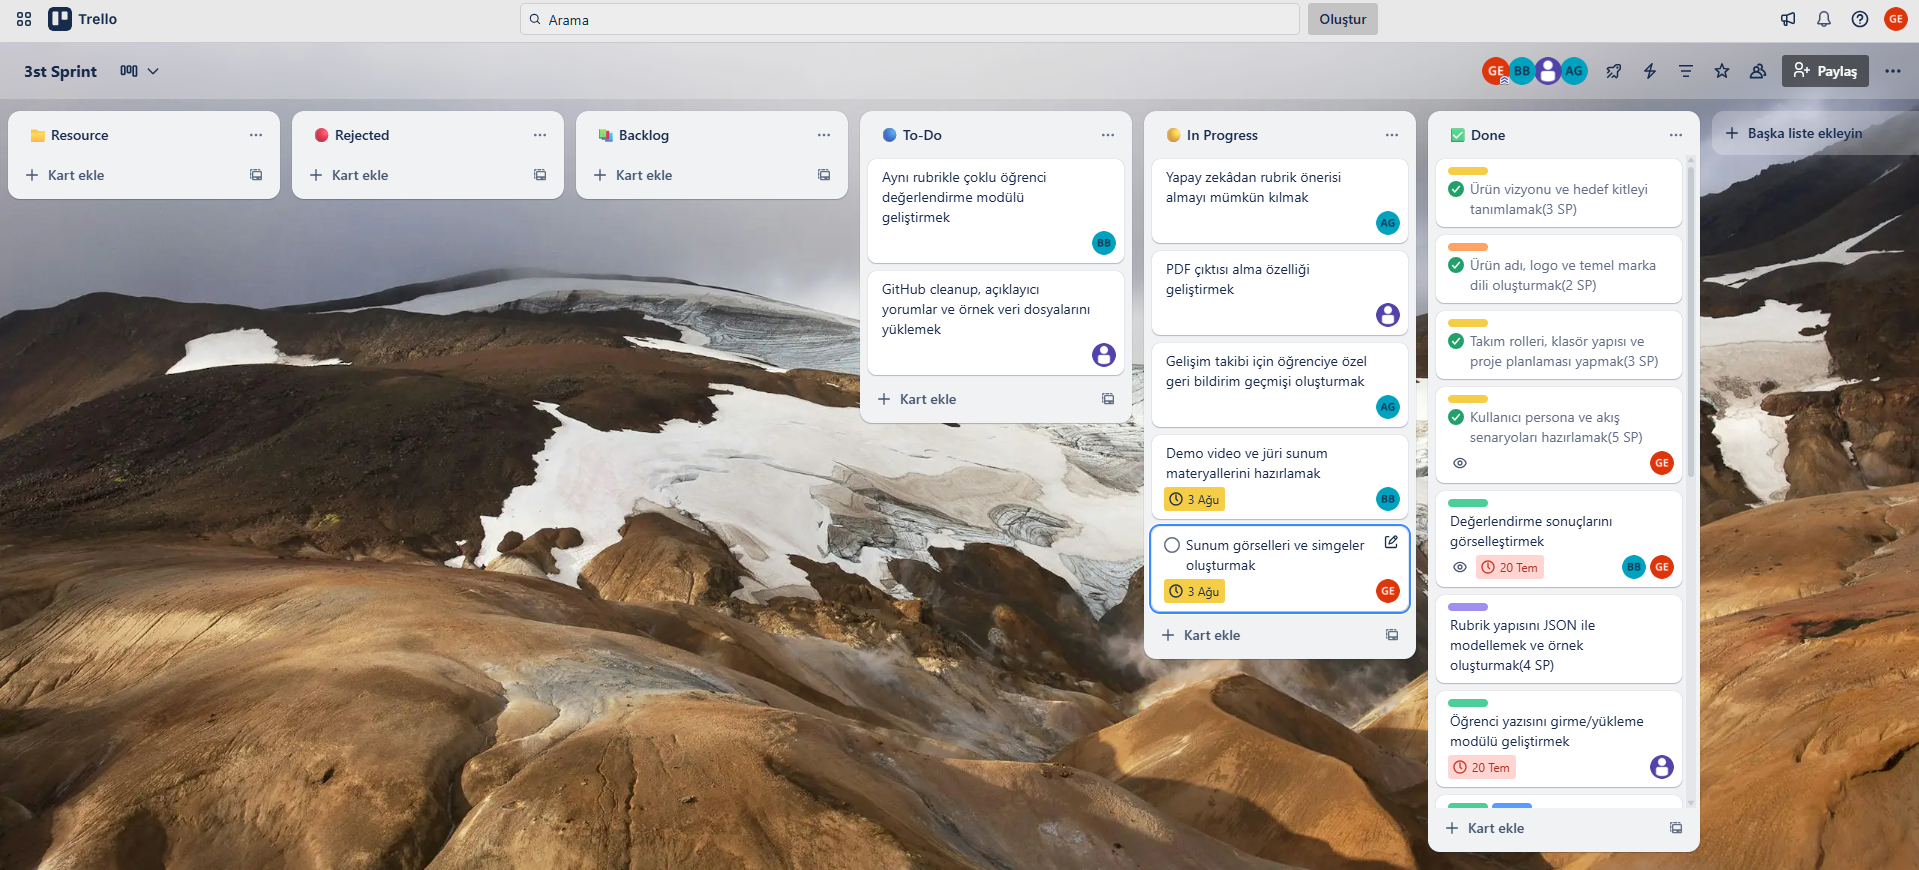 Trello
Arama
Oluştur
GE
3st Sprint
GE
BB
AG
Paylaş
Resource
Kart ekle
Rejected
Kart ekle
Backlog
Kart ekle
To-Do
Aynı rubrikle çoklu öğrenci
değerlendirme modülü
geliştirmek
BB
GitHub cleanup, açıklayıcı
yorumlar ve örnek veri dosyalarını
yüklemek
Kart ekle
In Progress
Yapay zekâdan rubrik önerisi
almayı mümkün kılmak
AG
PDF çıktısı alma özelliği
geliştirmek
Gelişim takibi için öğrenciye özel
geri bildirim geçmişi oluşturmak
AG
Demo video ve jüri sunum
materyallerini hazırlamak
3 Ağu
BB
Sunum görselleri ve simgeler
oluşturmak
3 Ağu
GE
Kart ekle
Done
Ürün vizyonu ve hedef kitleyi
tanımlamak(3 SP)
Ürün adı, logo ve temel marka
dili oluşturmak(2 SP)
Takım rolleri, klasör yapısı ve
proje planlaması yapmak(3 SP)
Kullanıcı persona ve akış
senaryoları hazırlamak(5 SP)
GE
Değerlendirme sonuçlarını
görselleştirmek
20 Tem
BB
GE
Rubrik yapısını JSON ile
modellemek ve örnek
oluşturmak(4 SP)
Öğrenci yazısını girme/yükleme
modülü geliştirmek
20 Tem
Kart ekle
Başka liste ekleyin